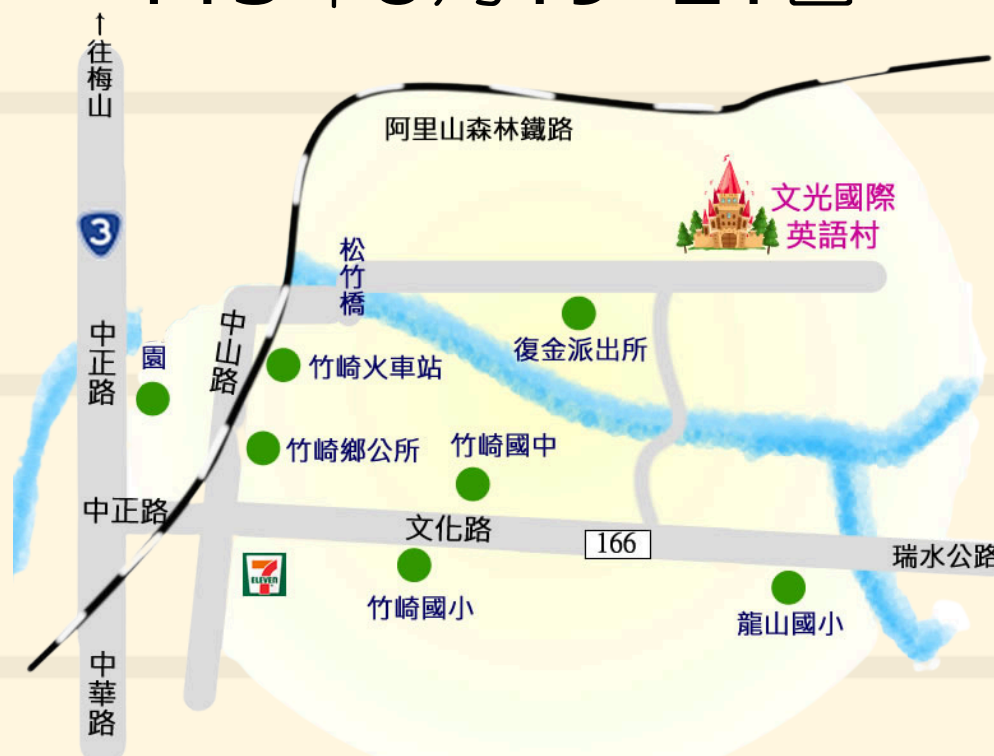 ↑往梅山
阿里山森林鐵路
文光國際
英語村
3
松竹橋
中正路
園
中山路
復金派出所
竹崎火車站
竹崎鄉公所
竹崎國中
中正路
文化路
166
瑞水公路
7
ELEVEN
竹崎國小
龍山國小
中華路